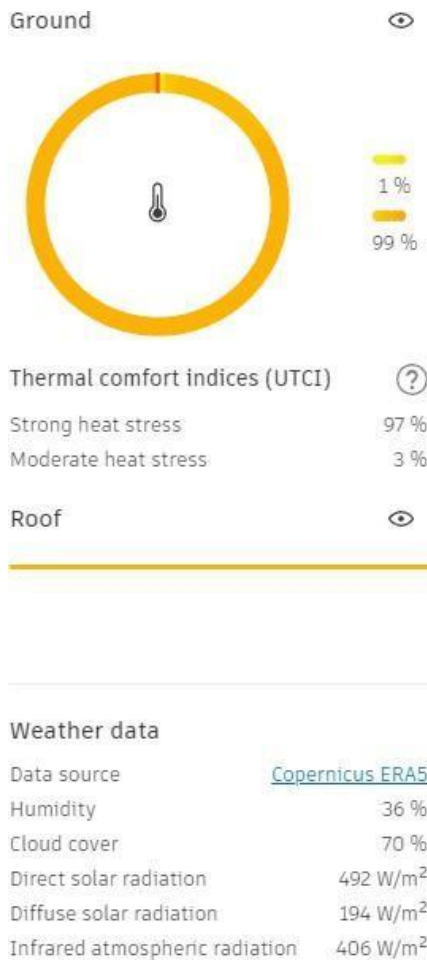 Ground
1 %
99 %
Thermal comfort indices (UTCI)
?
Strong heat stress 97 %
Moderate heat stress 3 %
Roof
Weather data
Data source Copernicus ERA5
Humidity 36 %
Cloud cover 70 %
Direct solar radiation 492 W/m²
Diffuse solar radiation 194 W/m²
Infrared atmospheric radiation 406 W/m²